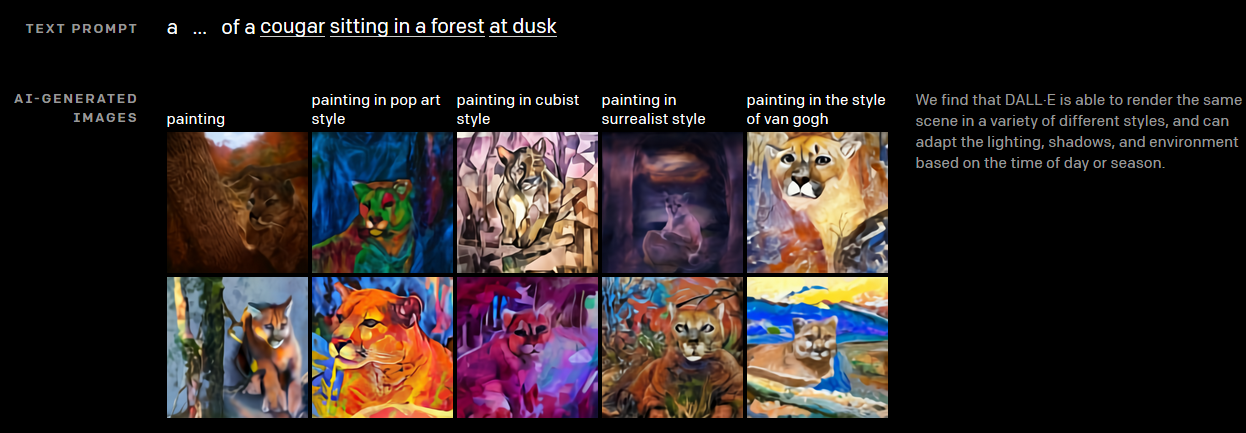 TEXT PROMPT
a ... of a cougar sitting in a forest at dusk
AI-GENERATED
IMAGES
painting
painting in pop art
style
painting in cubist
style
painting in
surrealist style
painting in the style
of van gogh
We find that DALL·E is able to render the same
scene in a variety of different styles, and can
adapt the lighting, shadows, and environment
based on the time of day or season.